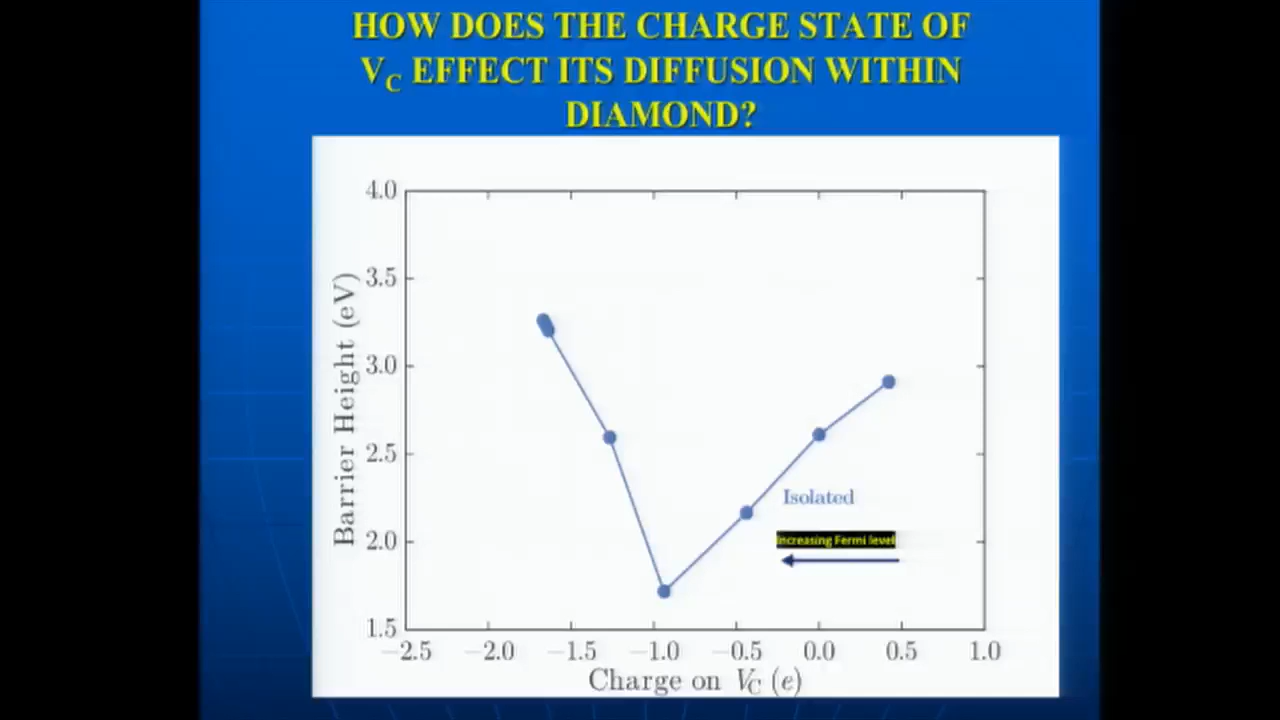 HOW DOES THE CHARGE STATE OF
V_C EFFECT ITS DIFFUSION WITHIN
DIAMOND?
4.0
3.5
3.0
2.5
2.0
1.5
Barrier Height (eV)
Isolated
Increasing Fermi level
−2.5 −2.0 −1.5 −1.0 −0.5 0.0 0.5 1.0
Charge on V_C (e)